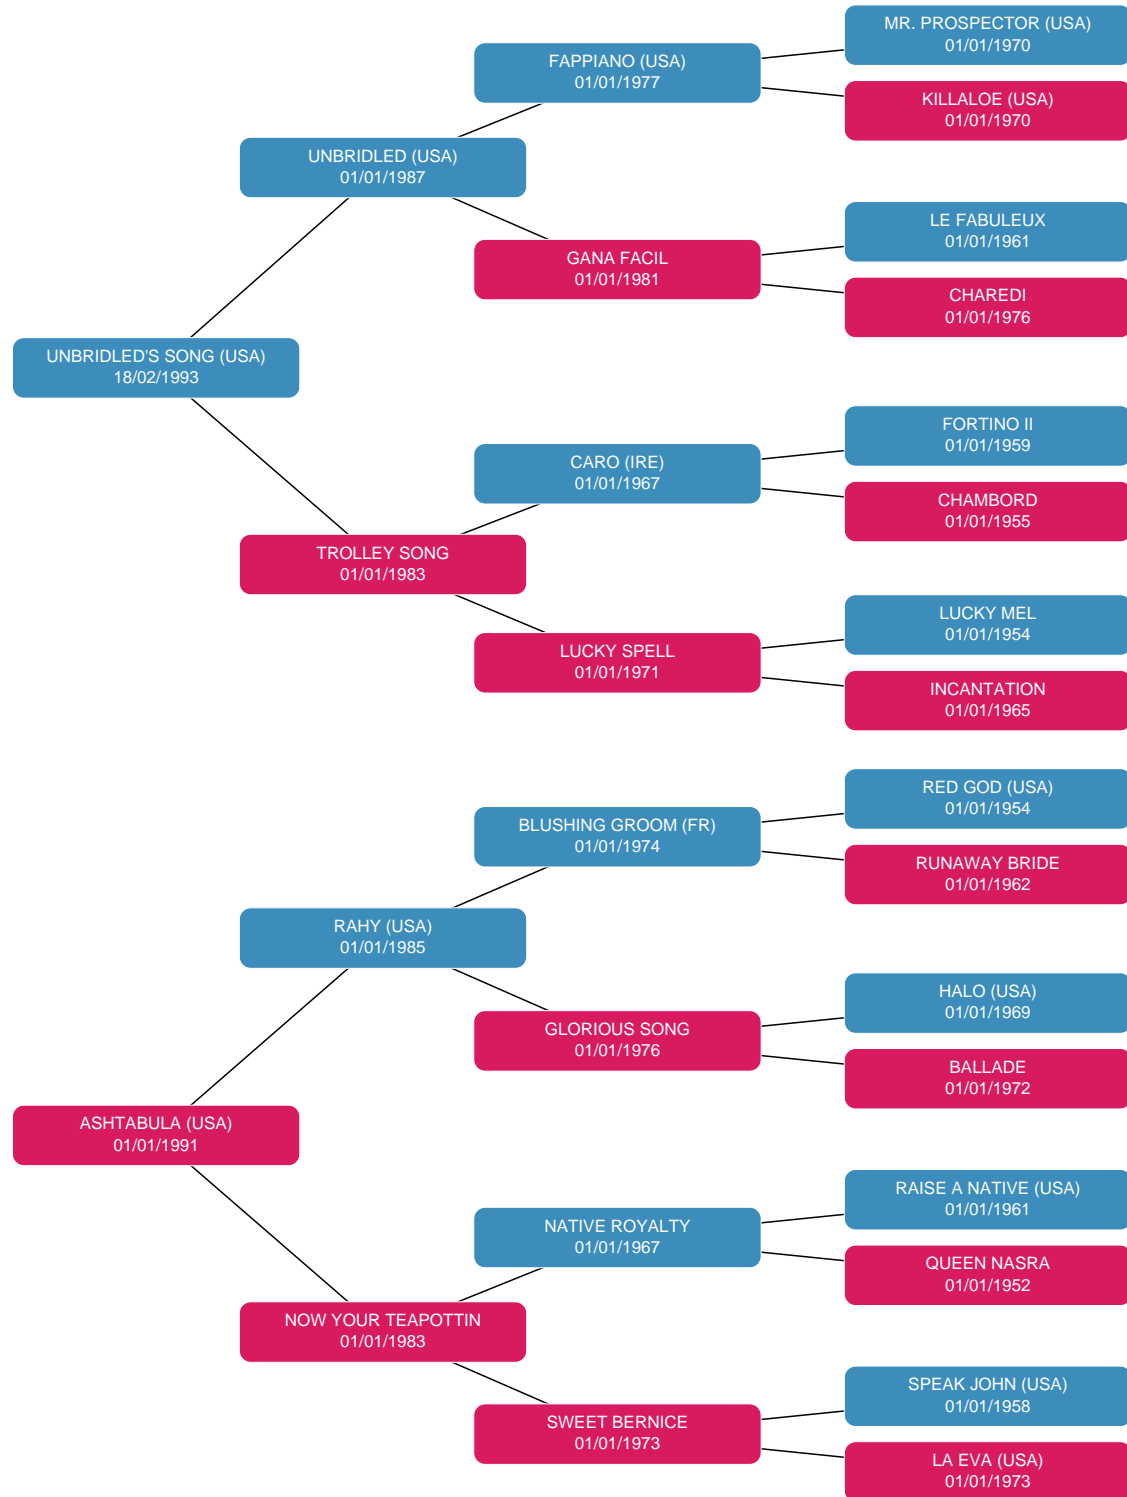 MR. PROSPECTOR (USA)
01/01/1970
FAPPIANO (USA)
01/01/1977
KILLALOE (USA)
01/01/1970
UNBRIDLED (USA)
01/01/1987
LE FABULEUX
01/01/1961
GANA FACIL
01/01/1981
CHAREDI
01/01/1976
UNBRIDLED'S SONG (USA)
18/02/1993
FORTINO II
01/01/1959
CARO (IRE)
01/01/1967
CHAMBORD
01/01/1955
TROLLEY SONG
01/01/1983
LUCKY MEL
01/01/1954
LUCKY SPELL
01/01/1971
INCANTATION
01/01/1965
RED GOD (USA)
01/01/1954
BLUSHING GROOM (FR)
01/01/1974
RUNAWAY BRIDE
01/01/1962
RAHY (USA)
01/01/1985
HALO (USA)
01/01/1969
GLORIOUS SONG
01/01/1976
BALLADE
01/01/1972
ASHTABULA (USA)
01/01/1991
RAISE A NATIVE (USA)
01/01/1961
NATIVE ROYALTY
01/01/1967
QUEEN NASRA
01/01/1952
NOW YOUR TEAPOTTIN
01/01/1983
SPEAK JOHN (USA)
01/01/1958
SWEET BERNICE
01/01/1973
LA EVA (USA)
01/01/1973